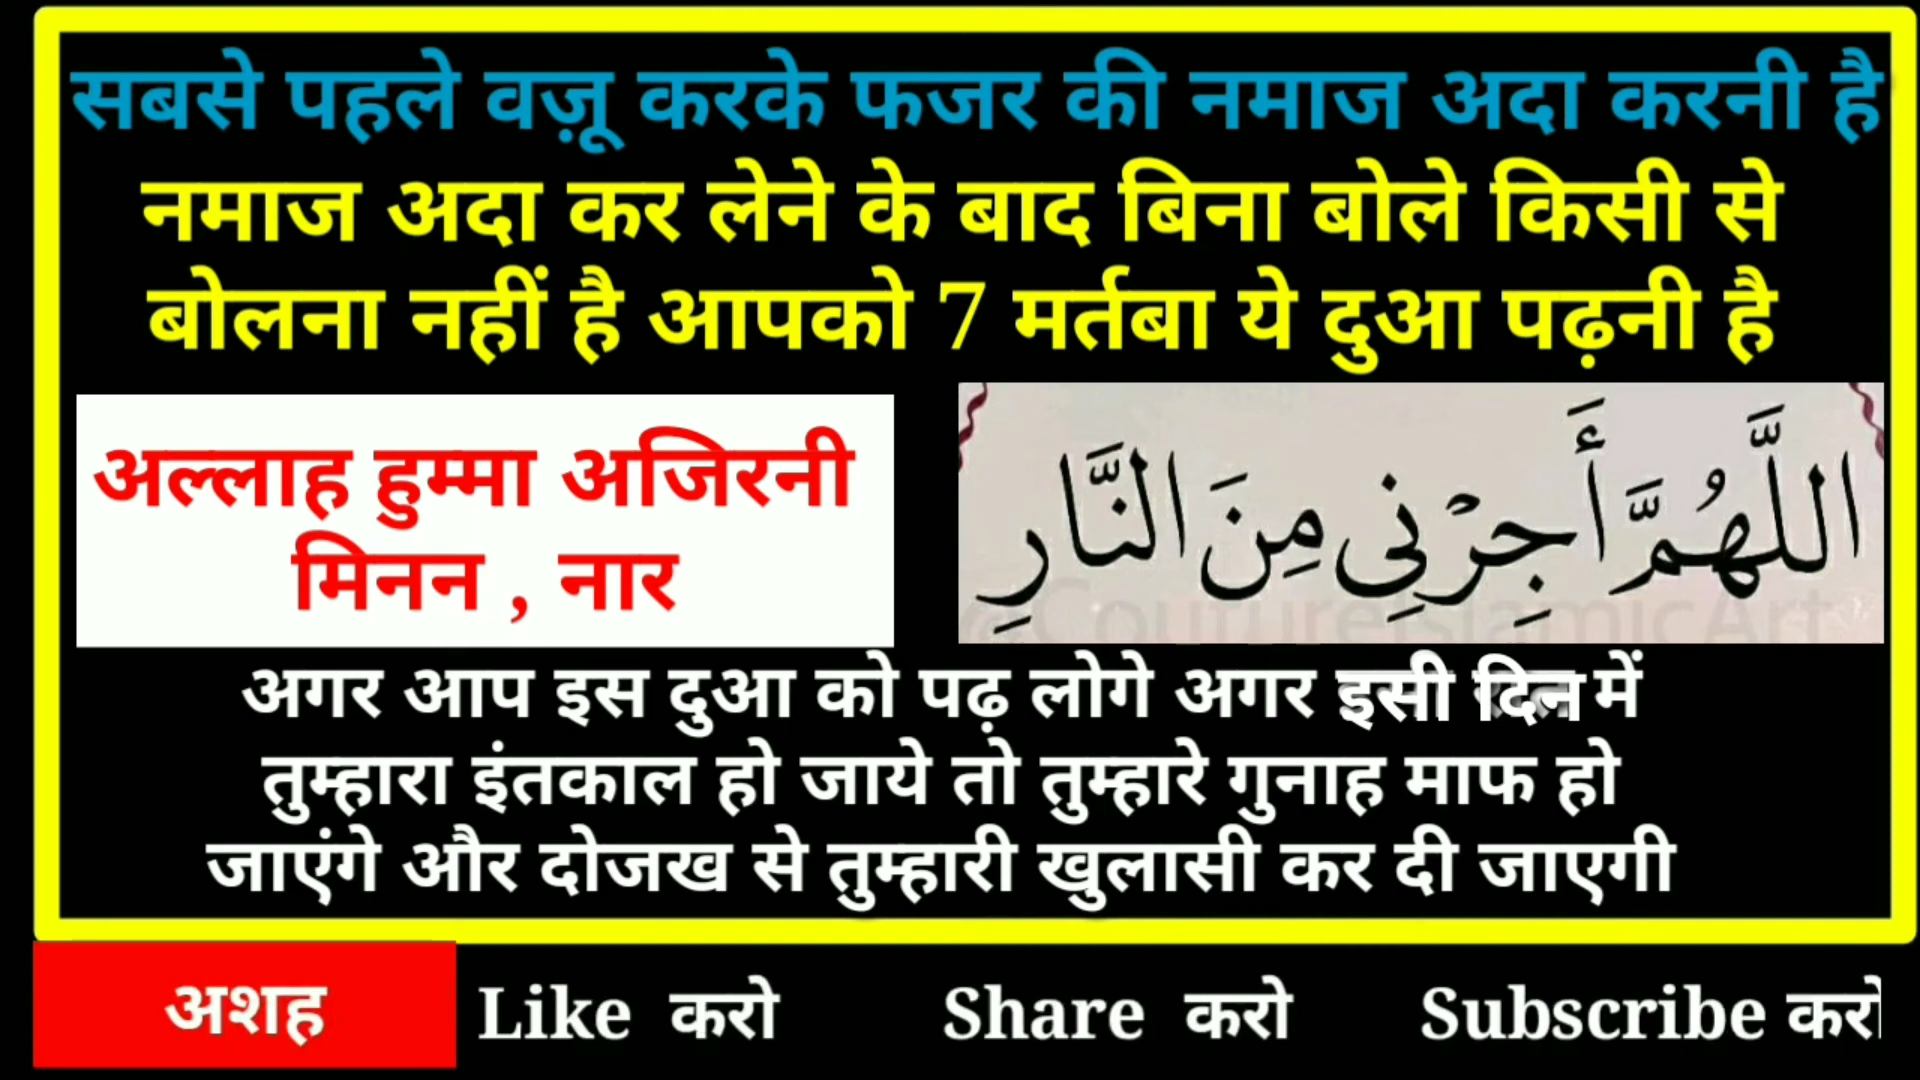 सबसे पहले वज़ू करके फजर की नमाज अदा करनी है
नमाज अदा कर लेने के बाद बिना बोले किसी से
बोलना नहीं है आपको 7 मर्तबा ये दुआ पढ़नी है
अल्लाह हुम्मा अजिरनी
मिनन , नार
اللَّهُمَّ أَجِرْنِي مِنَ النَّارِ
CoutureIslamicArt
अगर आप इस दुआ को पढ़ लोगे अगर इसी दिन में
तुम्हारा इंतकाल हो जाये तो तुम्हारे गुनाह माफ हो
जाएंगे और दोजख से तुम्हारी खुलासी कर दी जाएगी
अशह Like करो Share करो Subscribe करो